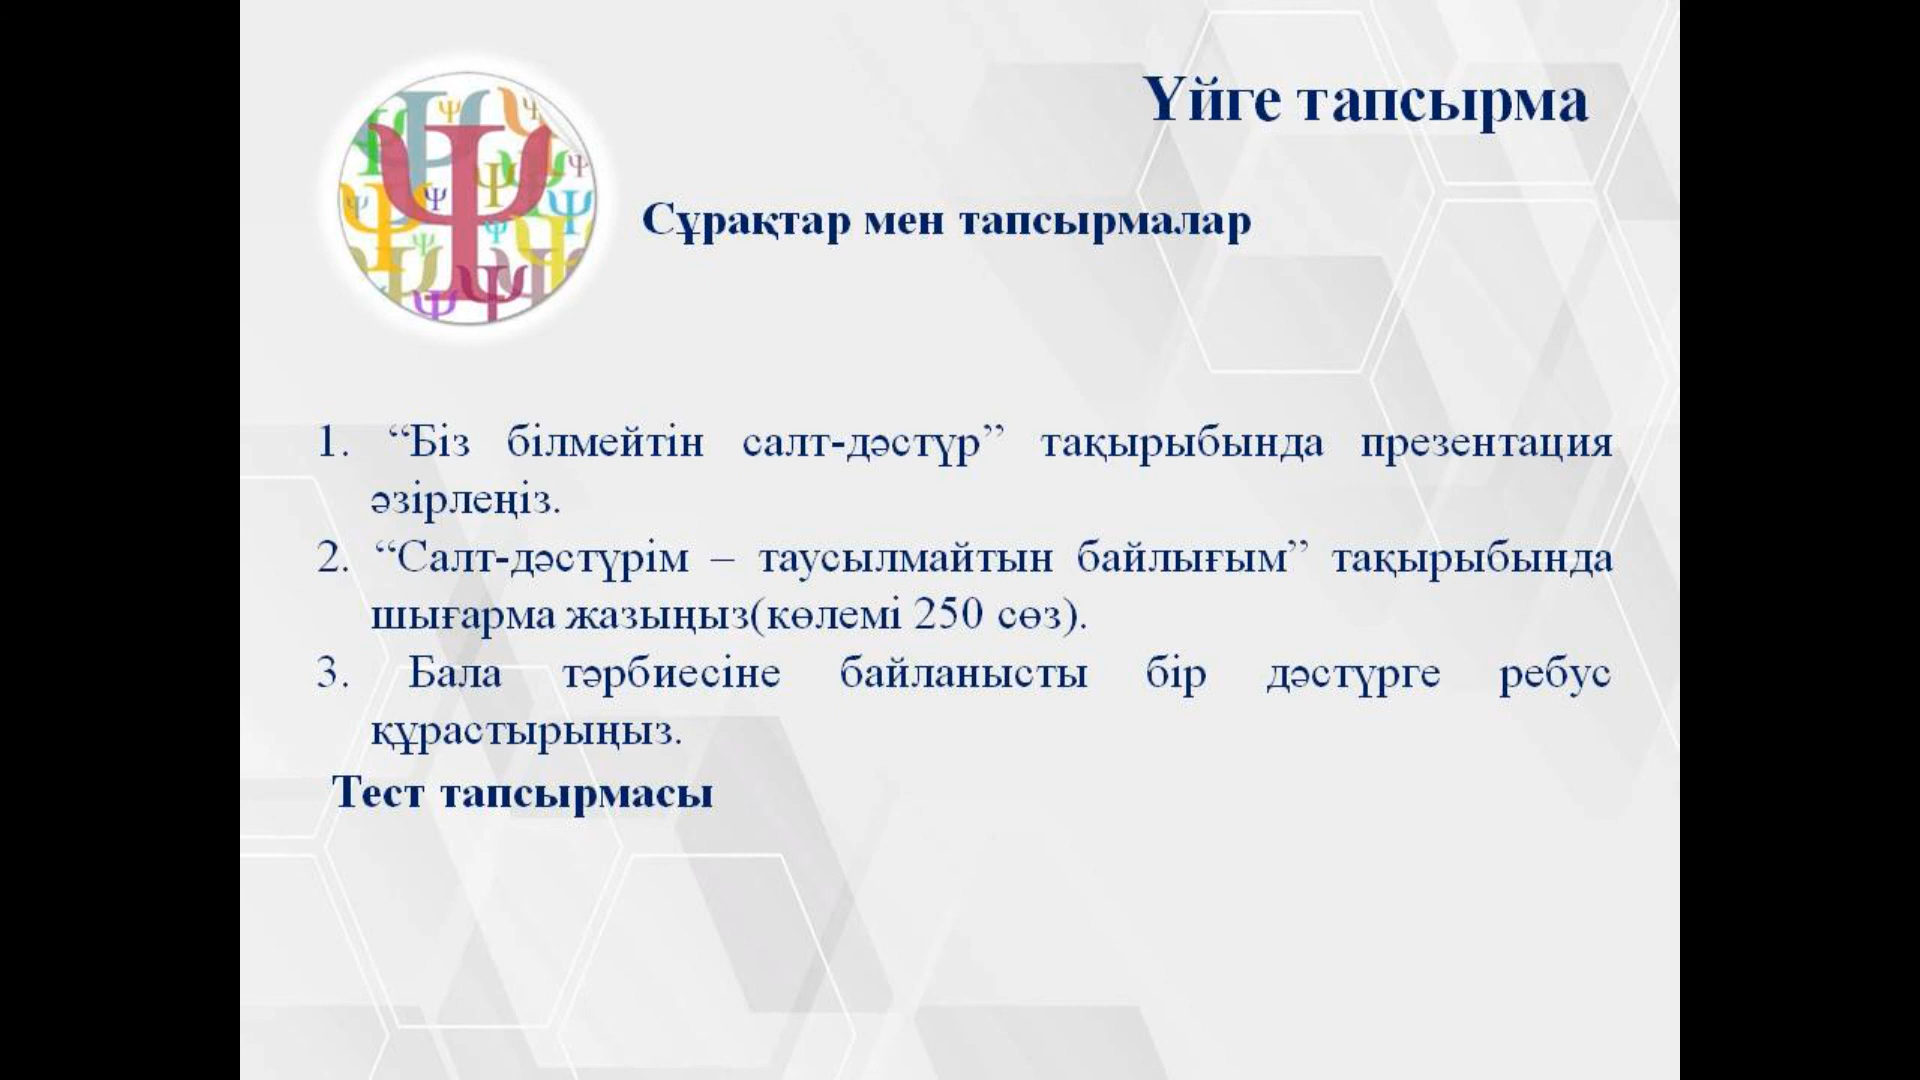 Үйге тапсырма
Сұрақтар мен тапсырмалар
1. “Біз білмейтін салт-дәстүр” тақырыбында презентация
әзірлеңіз.
2. “Салт-дәстүрім – таусылмайтын байлығым” тақырыбында
шығарма жазыңыз(көлемі 250 сөз).
3. Бала тәрбиесіне байланысты бір дәстүрге ребус
құрастырыңыз.
Тест тапсырмасы